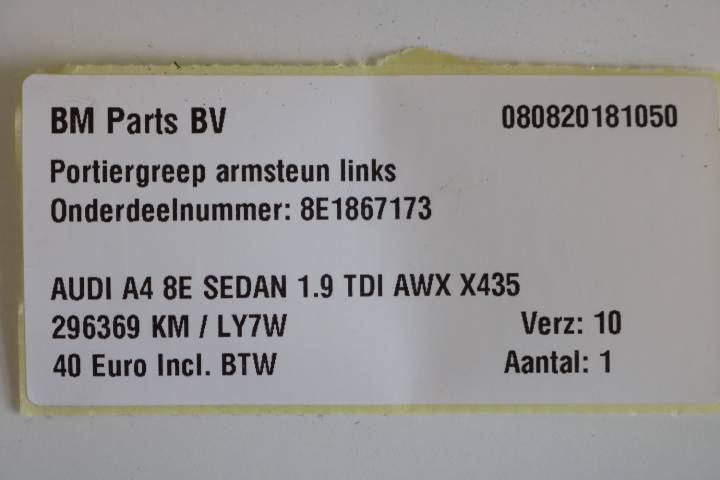 BM Parts BV 080820181050
Portiergreep armsteun links
Onderdeelnummer: 8E1867173
AUDI A4 8E SEDAN 1.9 TDI AWX X435
296369 KM / LY7W Verz: 10
40 Euro Incl. BTW Aantal: 1